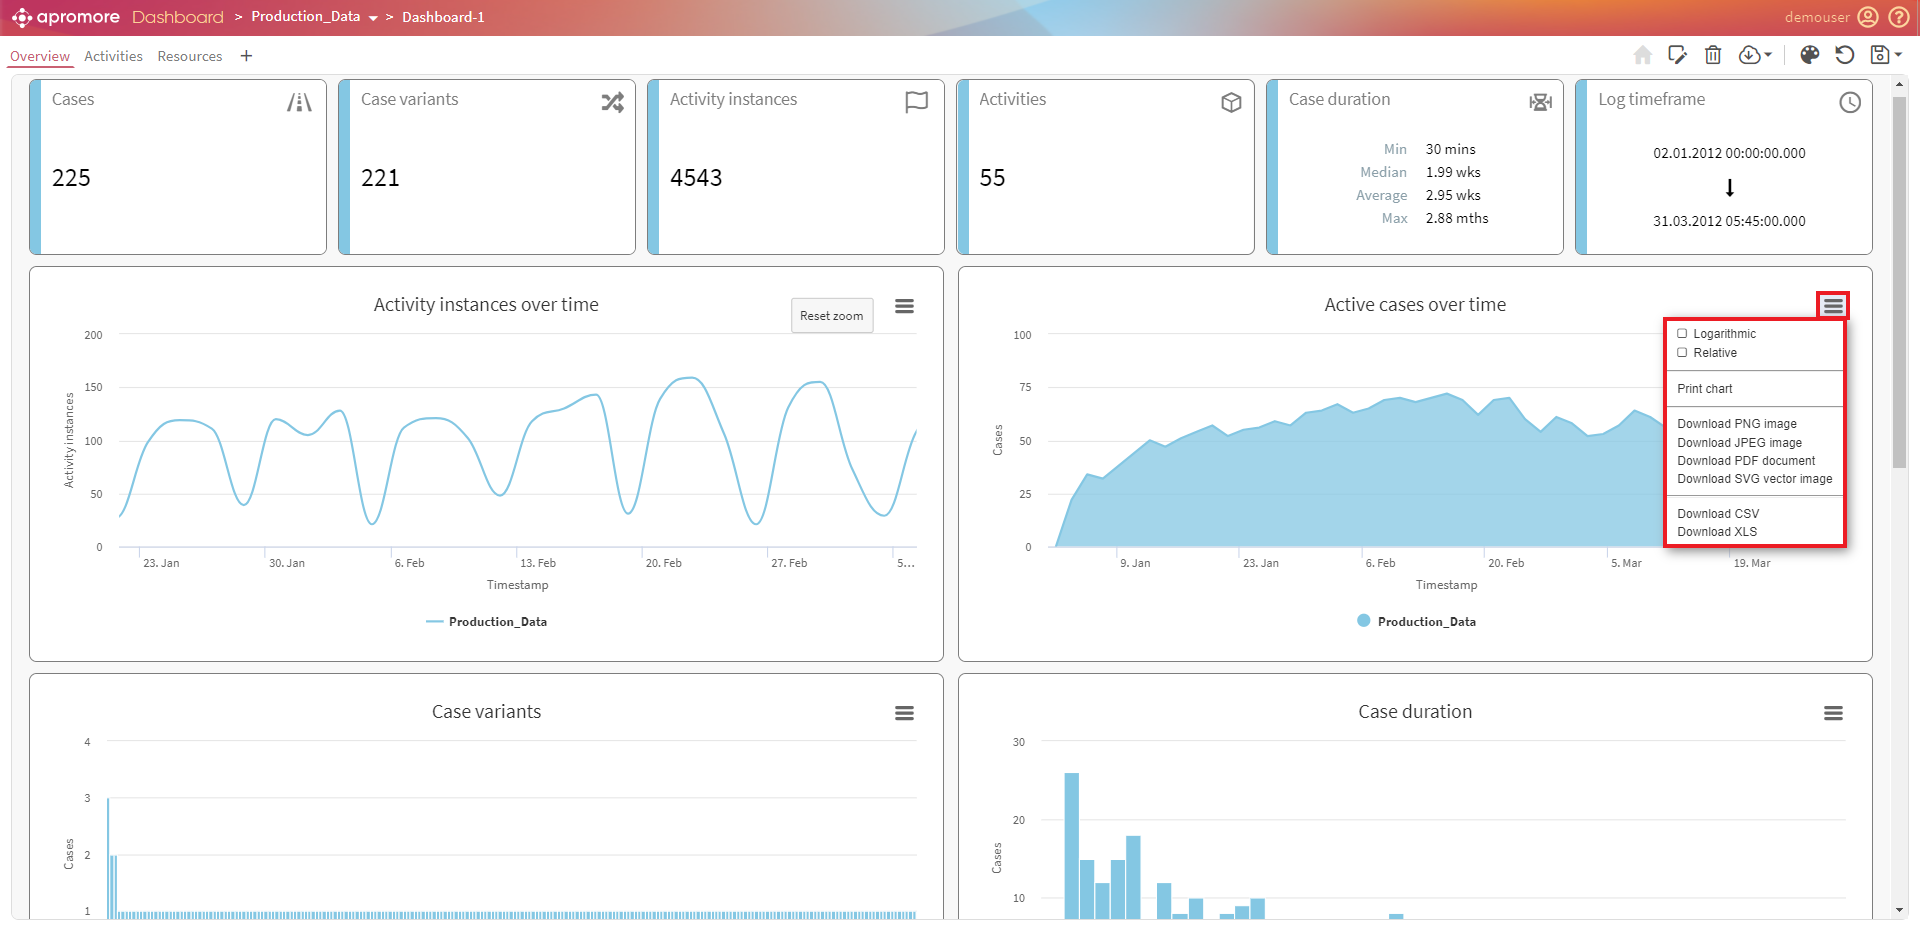 apromore Dashboard > Production_Data > Dashboard-1
demouser ?
Overview Activities Resources +
Cases
225
Case variants
221
Activity instances
4543
Activities
55
Case duration
Min 30 mins
Median 1.99 wks
Average 2.95 wks
Max 2.88 mths
Log timeframe
02.01.2012 00:00:00.000
31.03.2012 05:45:00.000
Activity instances over time
Reset zoom
Activity instances
200
150
100
50
0
23. Jan 30. Jan 6. Feb 13. Feb 20. Feb 27. Feb 5...
Timestamp
Production_Data
Active cases over time
Cases
100
75
50
25
0
9. Jan 23. Jan 6. Feb 20. Feb 5. Mar 19. Mar
Timestamp
Production_Data
Logarithmic
Relative
Print chart
Download PNG image
Download JPEG image
Download PDF document
Download SVG vector image
Download CSV
Download XLS
Case variants
Cases
4
3
2
1
Case duration
Cases
30
20
10